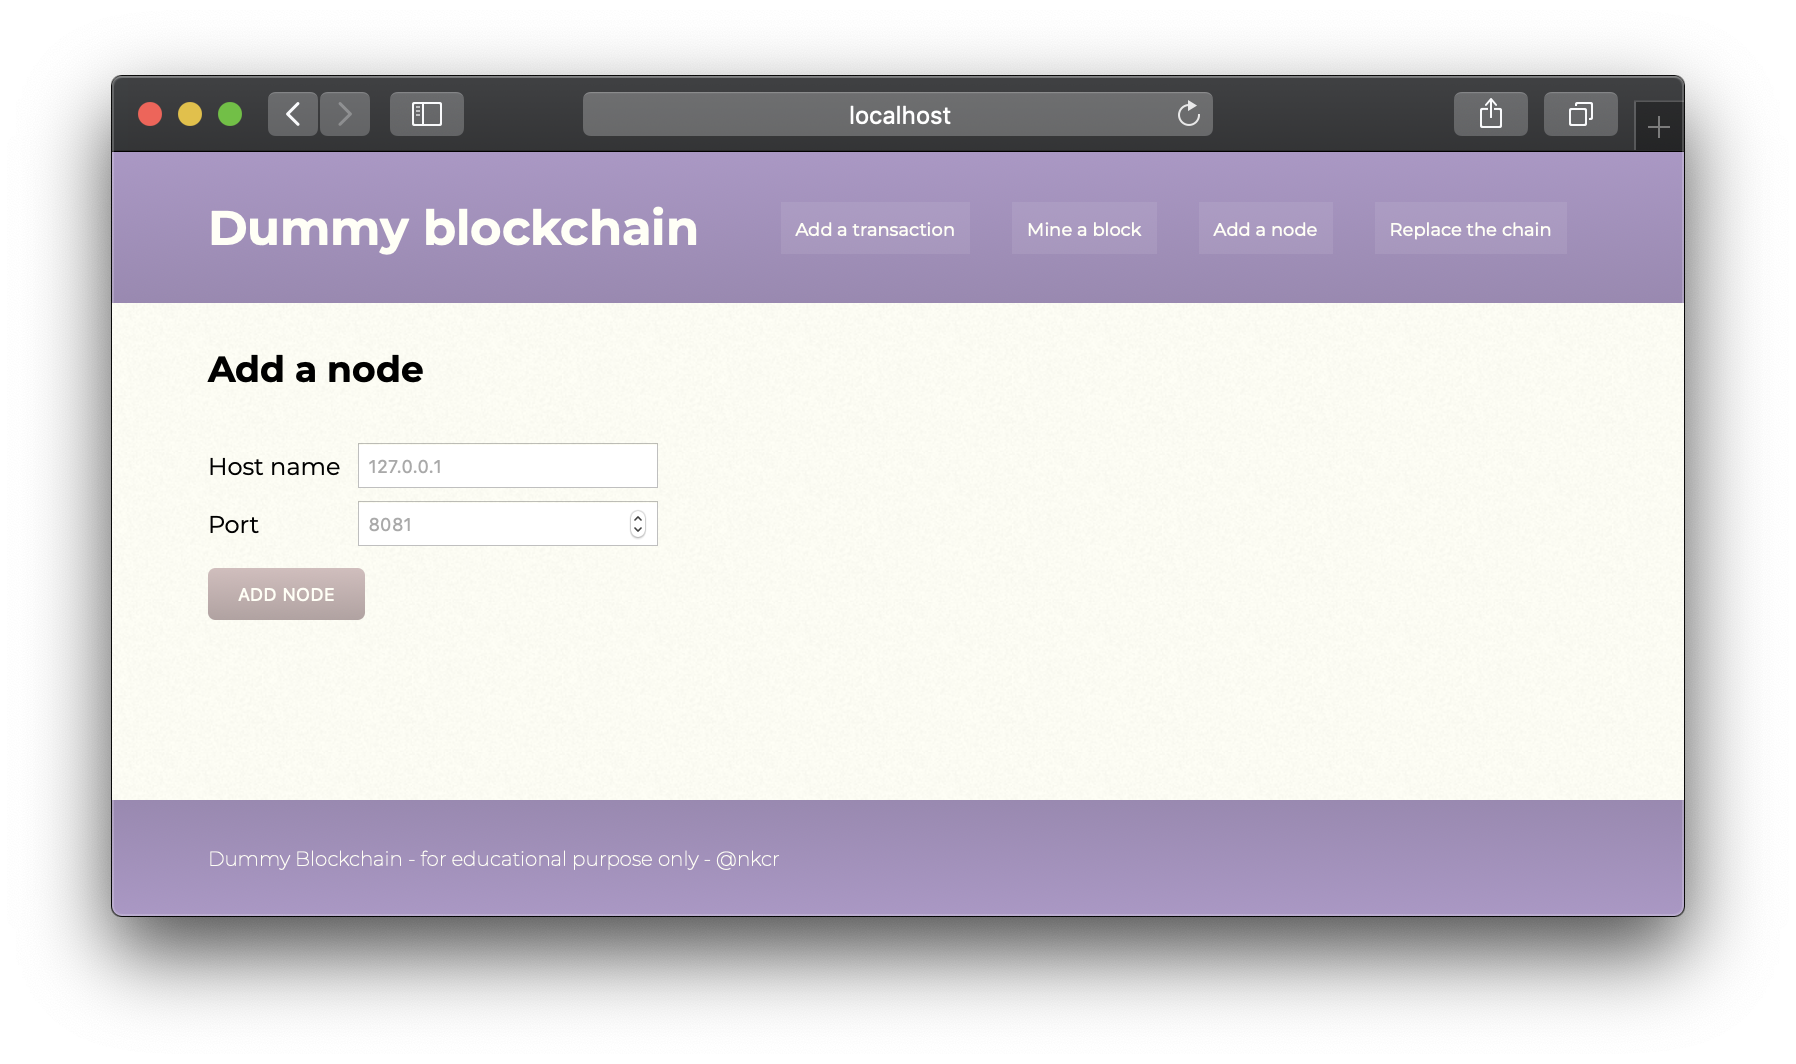 localhost
Dummy blockchain
Add a transaction
Mine a block
Add a node
Replace the chain
Add a node
Host name
127.0.0.1
Port
8081
ADD NODE
Dummy Blockchain - for educational purpose only - @nkcr